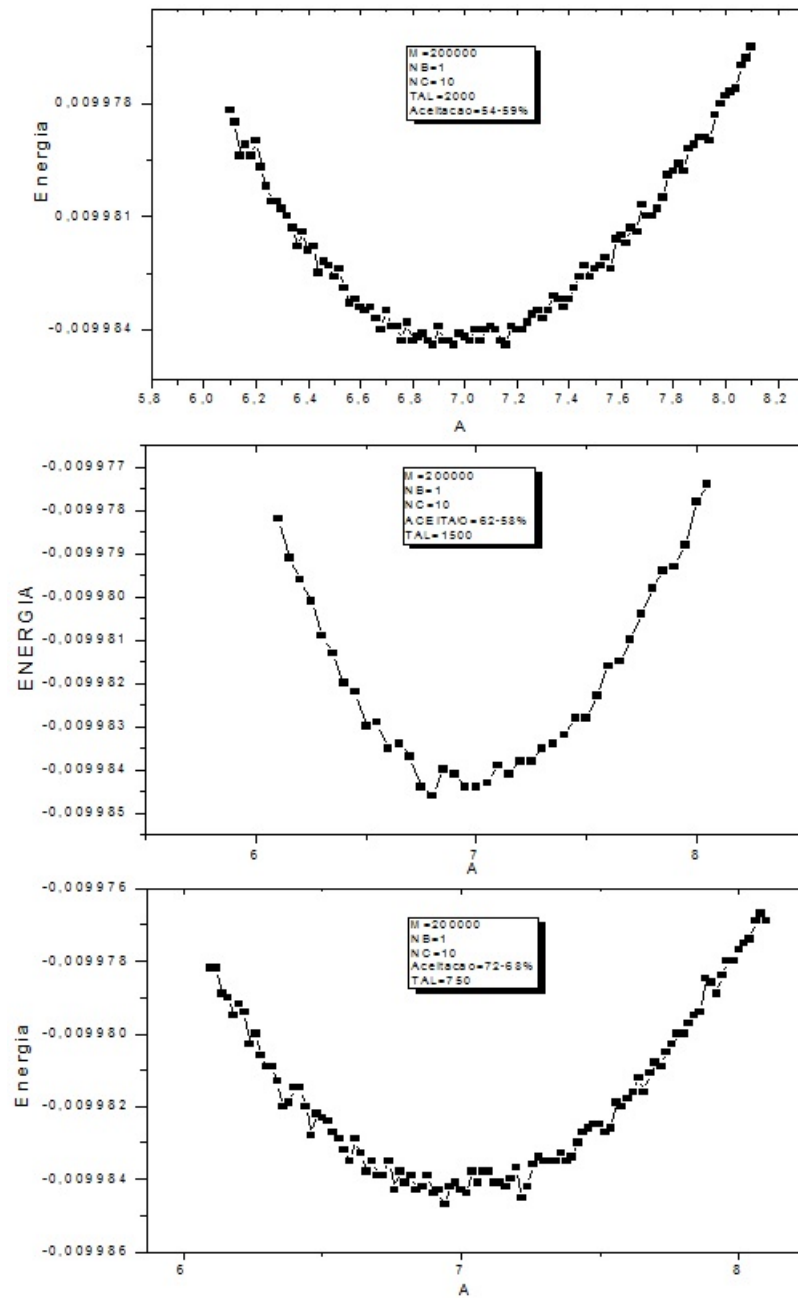 M=200000
NB=1
NC=10
TAL=2000
Aceitacao=54-59%
Energia
0,009978
0,009981
-0,009984
5,8 6,0 6,2 6,4 6,6 6,8 7,0 7,2 7,4 7,6 7,8 8,0 8,2
A
M=200000
NB=1
NC=10
ACEITAIO=62-58%
TAL=1500
ENERGIA
-0,009977
-0,009978
-0,009979
-0,009980
-0,009981
-0,009982
-0,009983
-0,009984
-0,009985
6 7 8
A
M=200000
NB=1
NC=10
Aceitacao=72-68%
TAL=750
Energia
-0,009976
-0,009978
-0,009980
-0,009982
-0,009984
-0,009986
6 7 8
A